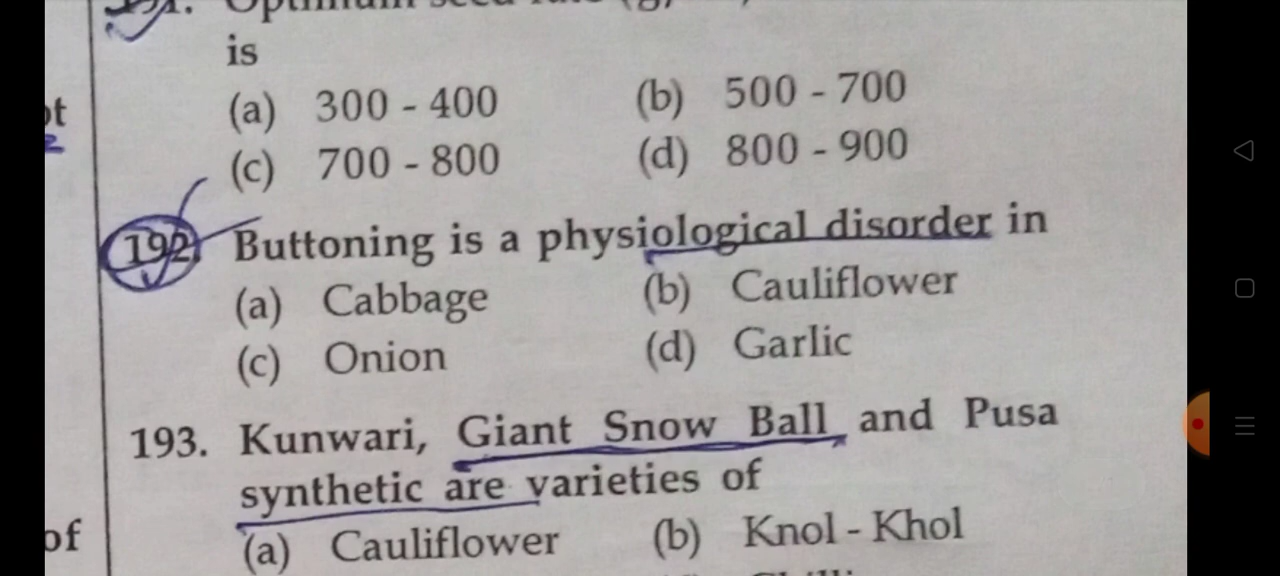 is
(a) 300 - 400 (b) 500 - 700
(c) 700 - 800 (d) 800 - 900
192. Buttoning is a physiological disorder in
(a) Cabbage (b) Cauliflower
(c) Onion (d) Garlic
193. Kunwari, Giant Snow Ball and Pusa
synthetic are varieties of
of
(a) Cauliflower (b) Knol - Khol